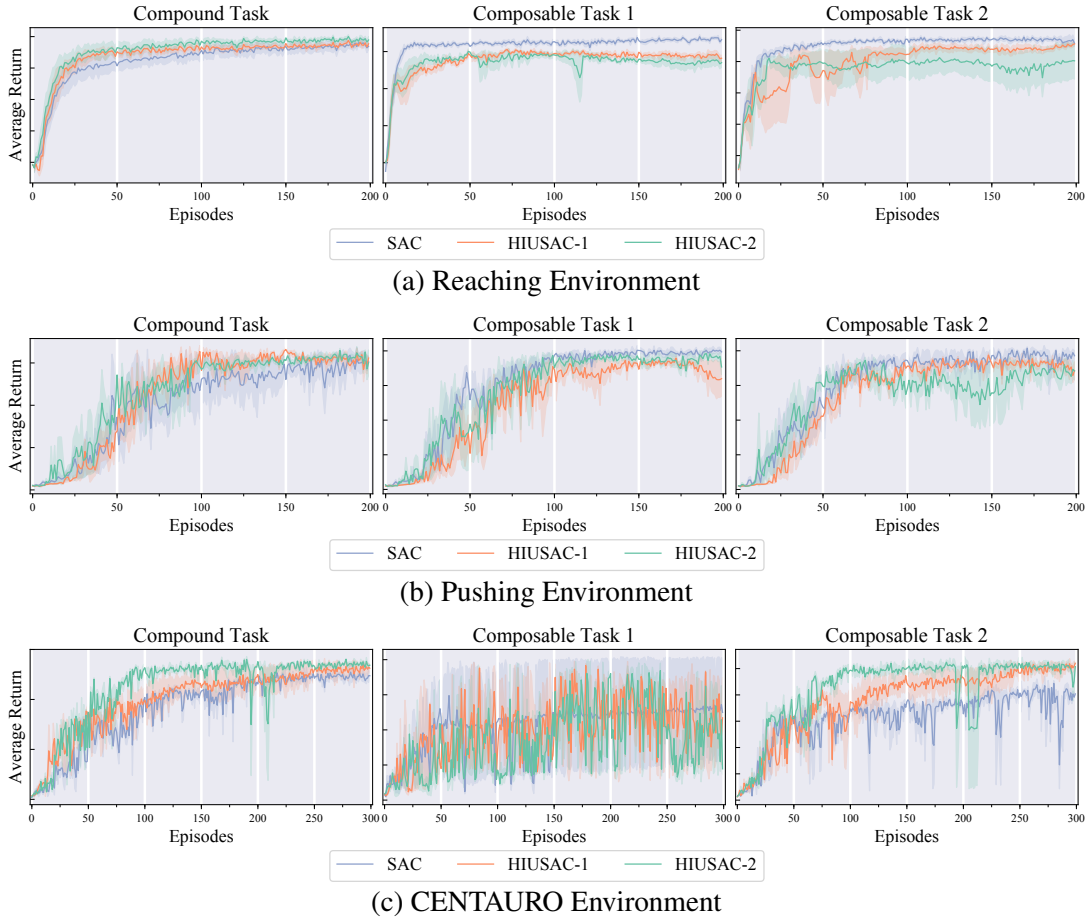 Compound Task Composable Task 1 Composable Task 2
Average Return
0 50 100 150 200 0 50 100 150 200 0 50 100 150 200
Episodes Episodes Episodes
SAC HIUSAC-1 HIUSAC-2
(a) Reaching Environment
Compound Task Composable Task 1 Composable Task 2
Average Return
0 50 100 150 200 0 50 100 150 200 0 50 100 150 200
Episodes Episodes Episodes
SAC HIUSAC-1 HIUSAC-2
(b) Pushing Environment
Compound Task Composable Task 1 Composable Task 2
Average Return
0 50 100 150 200 250 300 0 50 100 150 200 250 300 0 50 100 150 200 250 300
Episodes Episodes Episodes
SAC HIUSAC-1 HIUSAC-2
(c) CENTAURO Environment